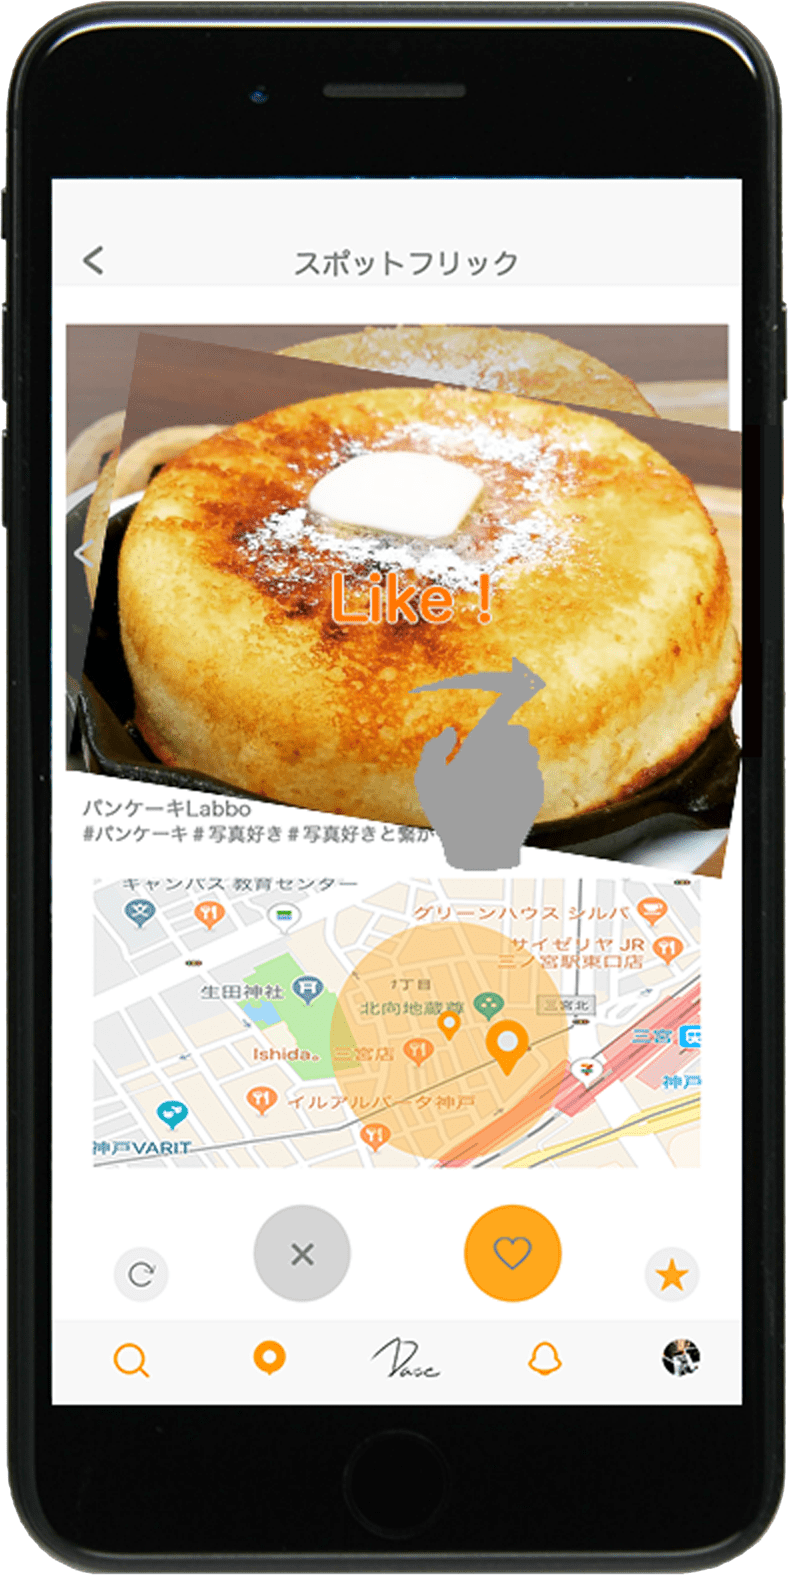 スポットフリック
Like！
パンケーキLabbo
#パンケーキ＃写真好き＃写真好きと繋が
キャンパス 教育センター
グリーンハウス シルバ
サイゼリヤ JR
三ノ宮駅東口店
生田神社
1丁目
北向地蔵尊
三宮北
Ishida。三宮店
三宮
神戸
イルアルバータ神戸
神戸VARIT